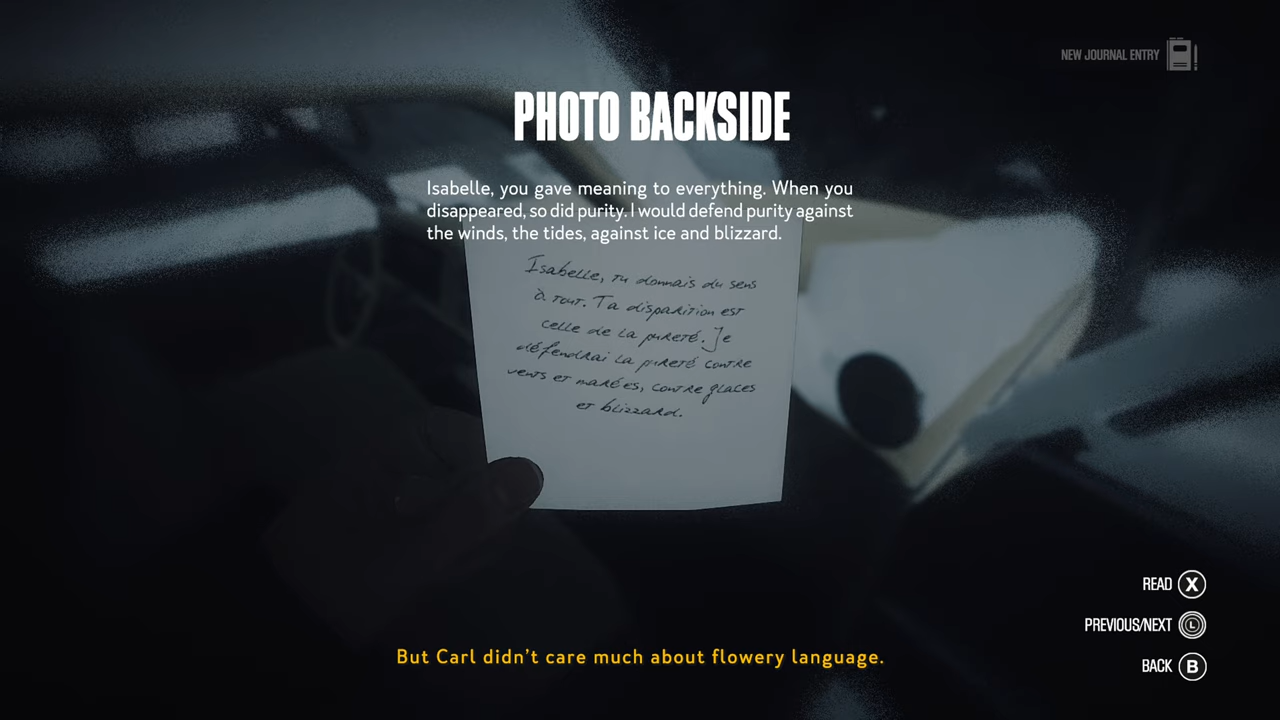 NEW JOURNAL ENTRY
PHOTO BACKSIDE
Isabelle, you gave meaning to everything. When you
disappeared, so did purity. I would defend purity against
the winds, the tides, against ice and blizzard.
Isabelle, tu donnais du sens
à tout. Ta disparition est
celle de la pureté. Je
défendrai la pureté contre
vents et marées, contre glaces
et blizzard.
READ X
PREVIOUS/NEXT L
BACK B
But Carl didn't care much about flowery language.